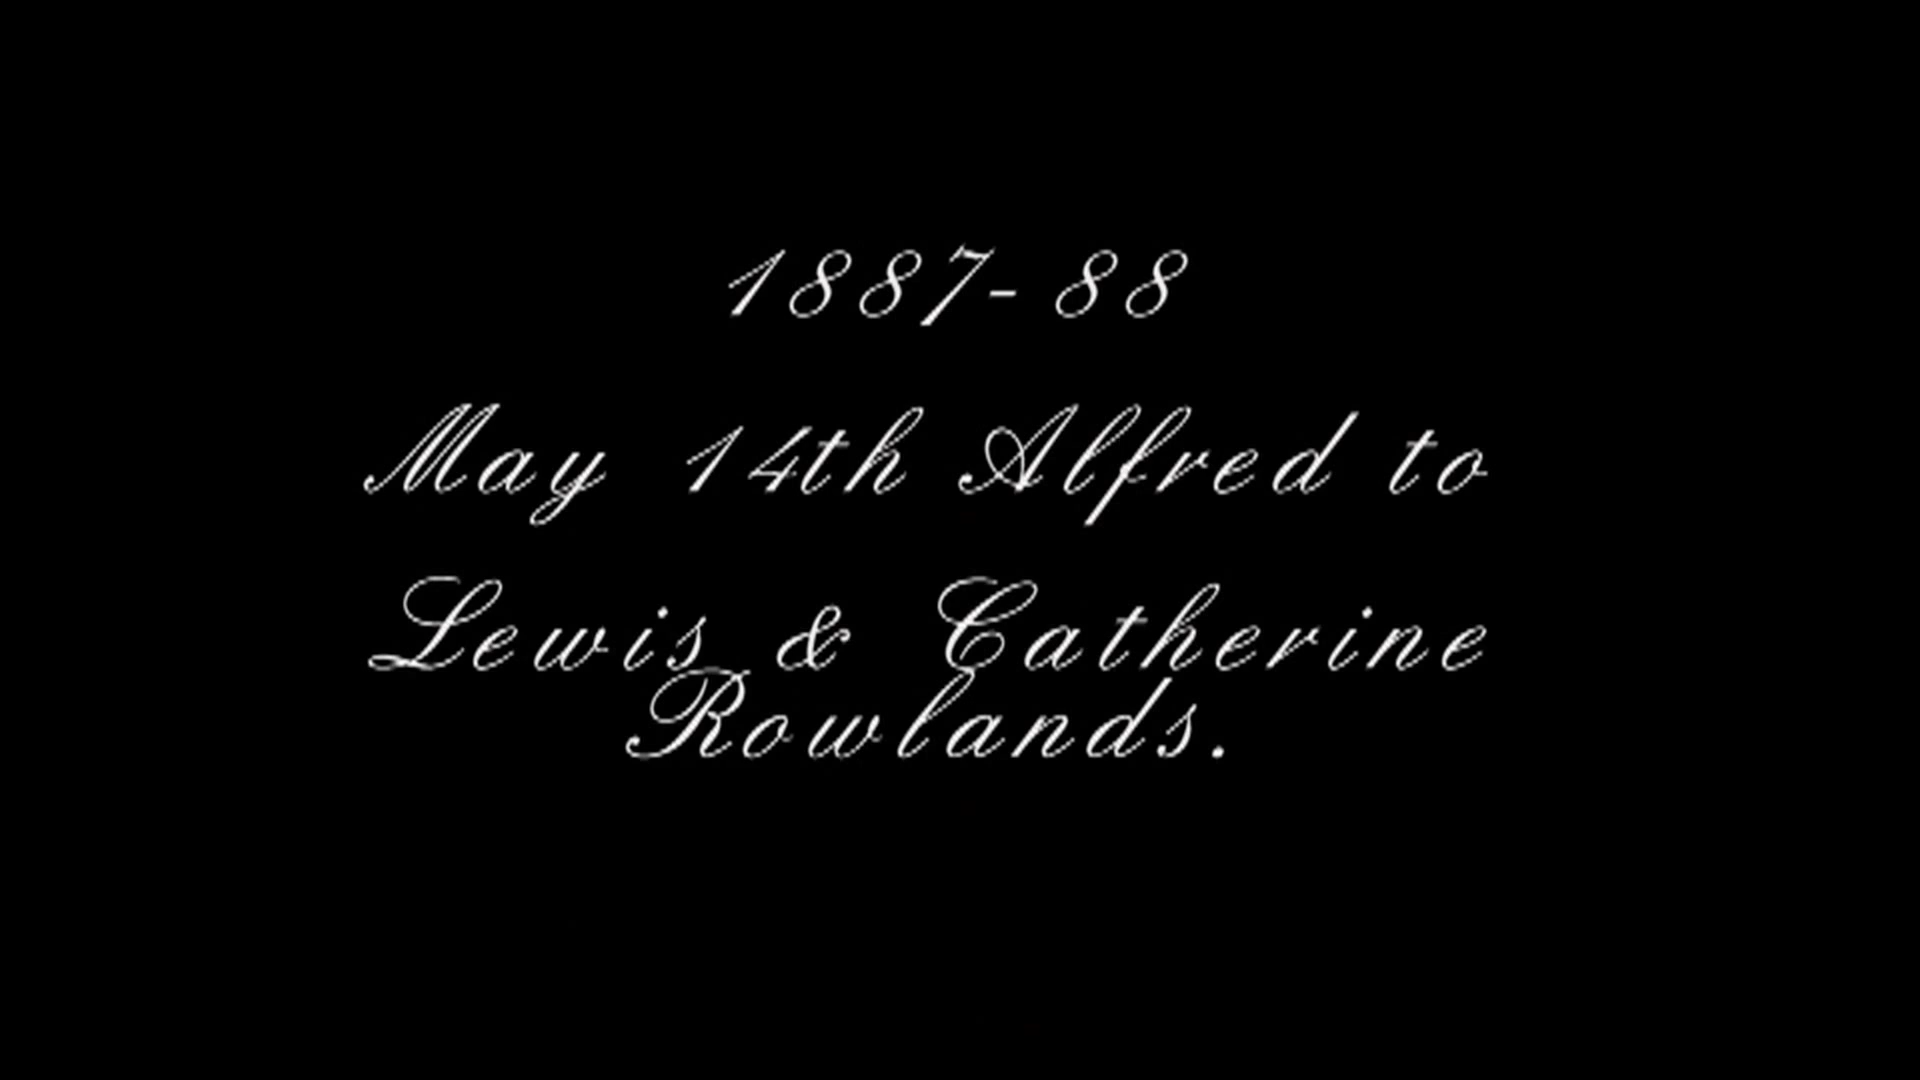 1887-88
May 14th Alfred to
Lewis & Catherine
Rowlands.